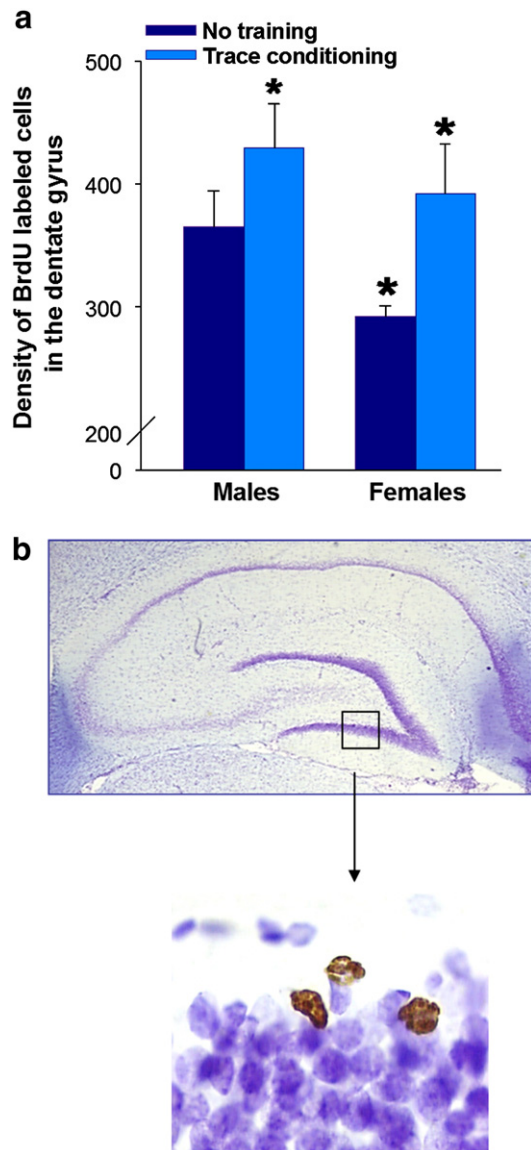 a
No training
Trace conditioning
Density of BrdU labeled cells
in the dentate gyrus
500
400
300
200
0
*
*
*
Males
Females
b